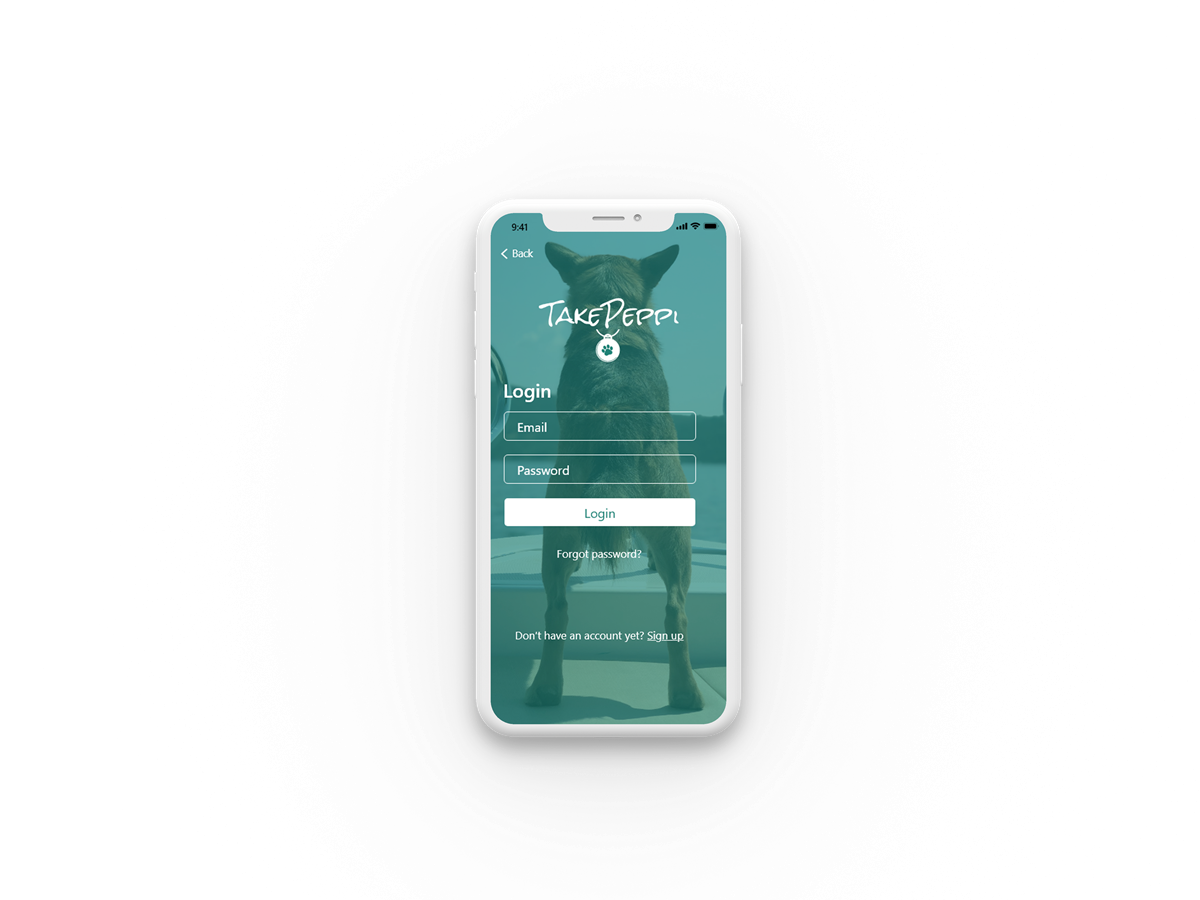 9:41
Back
TakePeppi
Login
Email
Password
Login
Forgot password?
Don't have an account yet? Sign up